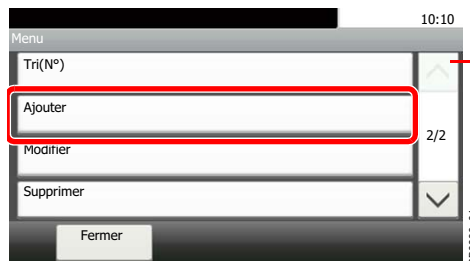 10:10
Menu
Tri(N°)
Ajouter
2/2
Modifier
Supprimer
Fermer